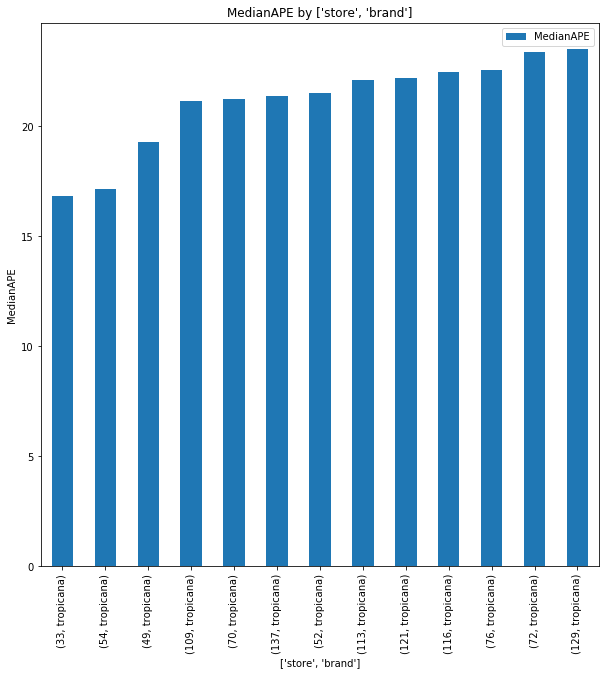 MedianAPE by ['store', 'brand']
MedianAPE
MedianAPE
20
15
10
5
0
(33, tropicana)
(54, tropicana)
(49, tropicana)
(109, tropicana)
(70, tropicana)
(137, tropicana)
(52, tropicana)
(113, tropicana)
(121, tropicana)
(116, tropicana)
(76, tropicana)
(72, tropicana)
(129, tropicana)
['store', 'brand']